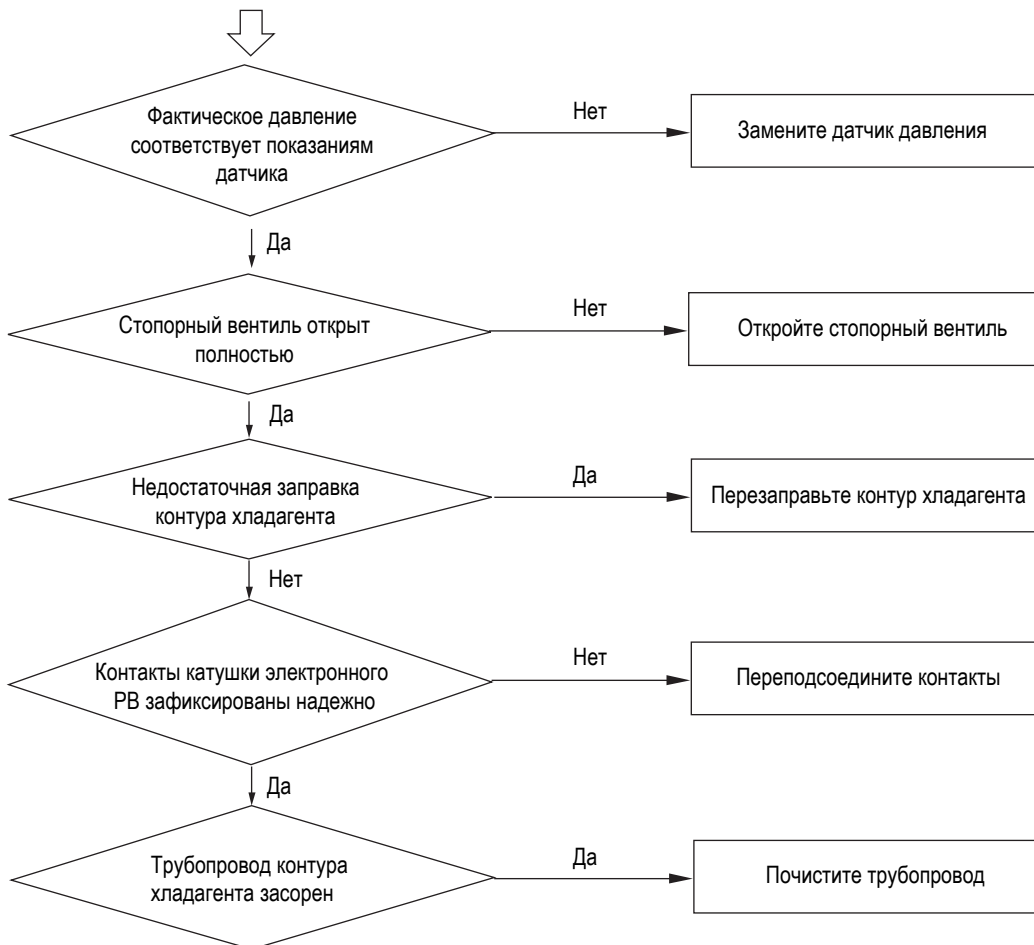 Фактическое давление
соответствует показаниям
датчика
Нет
Замените датчик давления
Да
Стопорный вентиль открыт
полностью
Нет
Откройте стопорный вентиль
Да
Недостаточная заправка
контура хладагента
Да
Перезаправьте контур хладагента
Нет
Контакты катушки электронного
РВ зафиксированы надежно
Нет
Переподсоедините контакты
Да
Трубопровод контура
хладагента засорен
Да
Почистите трубопровод